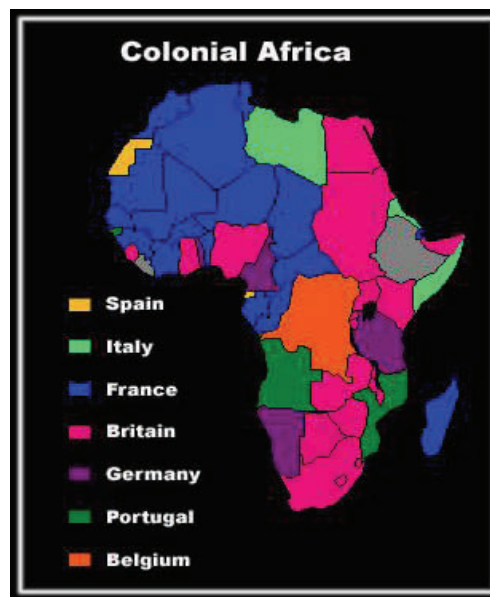 Colonial Africa
Spain
Italy
France
Britain
Germany
Portugal
Belgium